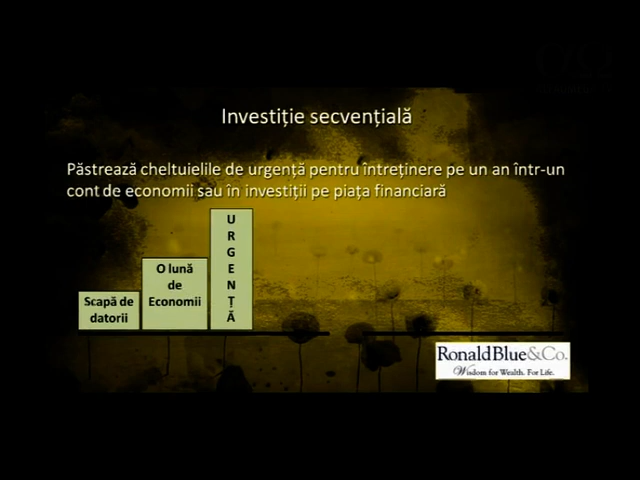 Investiție secvențială
Păstrează cheltuielile de urgență pentru întreținere pe un an într-un
cont de economii sau în investiții pe piața financiară
Scapă de
datorii
O lună
de
Economii
U
R
G
E
N
Ț
Ă
RonaldBlue&Co.
Wisdom for Wealth. For Life.